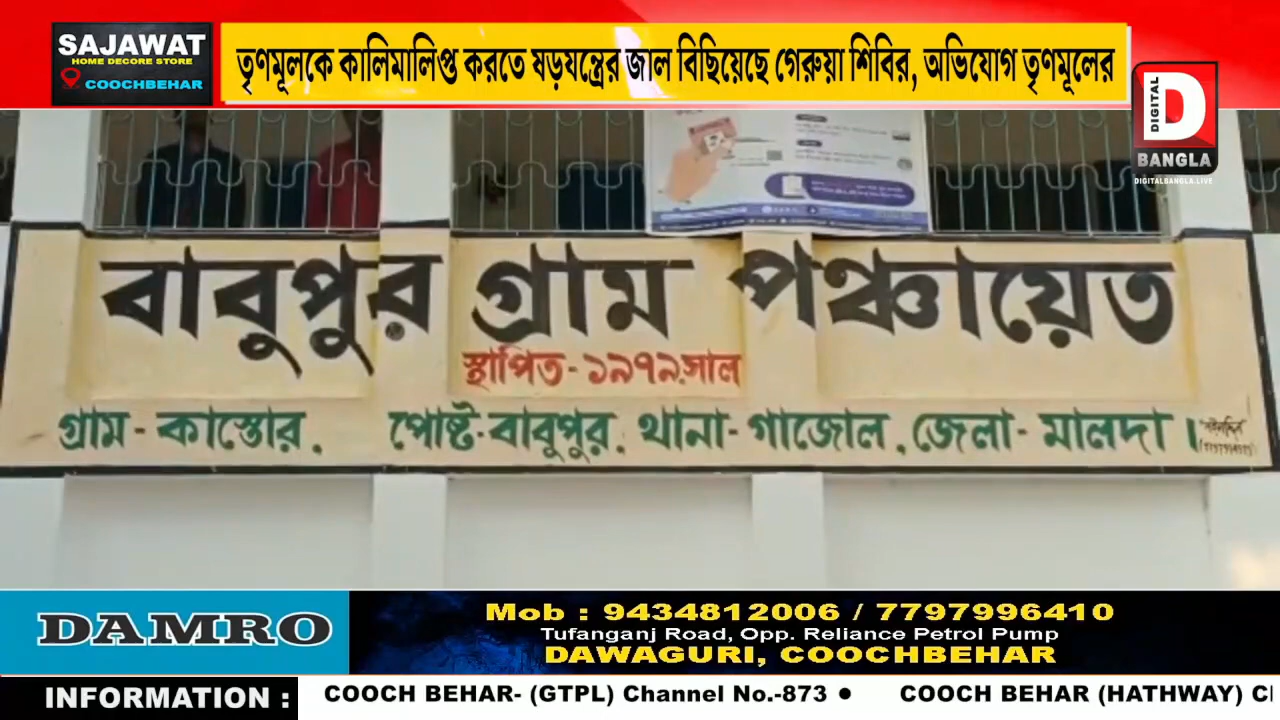 SAJAWAT
HOME DECORE STORE
COOCHBEHAR
তৃণমূলকে কালিমালিপ্ত করতে ষড়যন্ত্রের জাল বিছিয়েছে গেরুয়া শিবির, অভিযোগ তৃণমূলের
DIGITAL
D
BANGLA
DIGITALBANGLA.LIVE
বাবুপুর গ্রাম পঞ্চায়েত
স্থাপিত - ১৯৭২ সাল
গ্রাম - কাস্তোর, পোষ্ট - বাবুপুর, থানা - গাজোল, জেলা - মালদা।
DAMRO
Mob : 9434812006 / 7797996410
Tufanganj Road, Opp. Reliance Petrol Pump
DAWAGURI, COOCHBEHAR
INFORMATION :
COOCH BEHAR- (GTPL) Channel No.-873 ● COOCH BEHAR (HATHWAY)